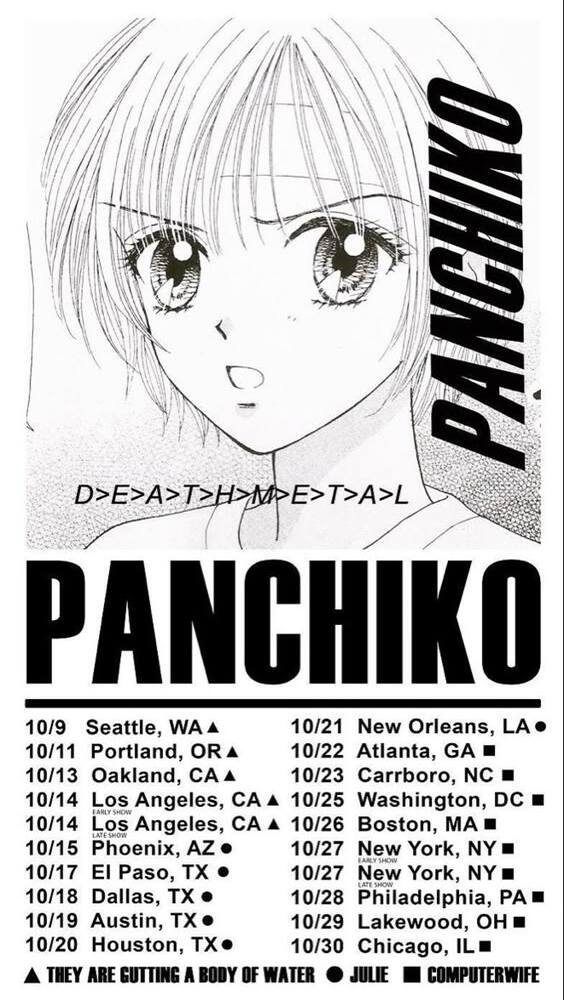 PANCHIKO
D>E>A>T>H>M>E>T>A>L
PANCHIKO
10/9 Seattle, WA ▲
10/11 Portland, OR ▲
10/13 Oakland, CA ▲
10/14 Los Angeles, CA ▲
EARLY SHOW
10/14 Los Angeles, CA ▲
LATE SHOW
10/15 Phoenix, AZ ●
10/17 El Paso, TX ●
10/18 Dallas, TX ●
10/19 Austin, TX ●
10/20 Houston, TX ●
10/21 New Orleans, LA ●
10/22 Atlanta, GA ■
10/23 Carrboro, NC ■
10/25 Washington, DC ■
10/26 Boston, MA ■
10/27 New York, NY ■
EARLY SHOW
10/27 New York, NY ■
LATE SHOW
10/28 Philadelphia, PA ■
10/29 Lakewood, OH ■
10/30 Chicago, IL ■
▲ THEY ARE GUTTING A BODY OF WATER ● JULIE ■ COMPUTERWIFE